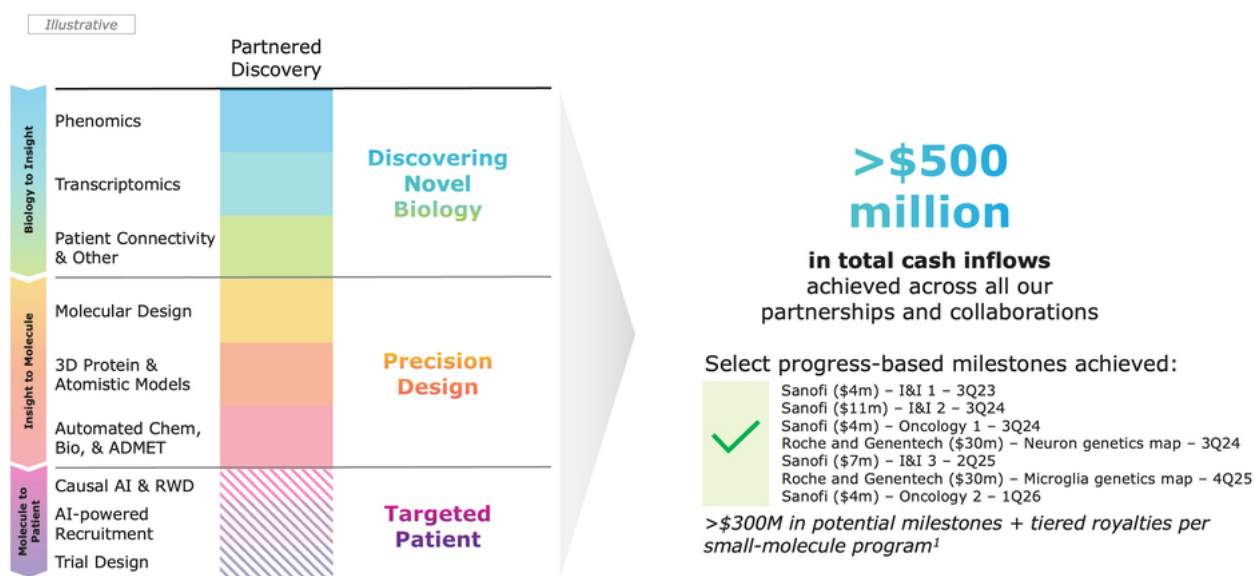 Illustrative
Partnered
Discovery
Biology to Insight
Phenomics
Transcriptomics
Patient Connectivity
& Other
Discovering
Novel
Biology
Insight to Molecule
Molecular Design
3D Protein &
Atomistic Models
Automated Chem,
Bio, & ADMET
Precision
Design
Molecule to
Patient
Causal AI & RWD
AI-powered
Recruitment
Trial Design
Targeted
Patient
>$500
million
in total cash inflows
achieved across all our
partnerships and collaborations
Select progress-based milestones achieved:
Sanofi ($4m) – I&I 1 – 3Q23
Sanofi ($11m) – I&I 2 – 3Q24
Sanofi ($4m) – Oncology 1 – 3Q24
Roche and Genentech ($30m) – Neuron genetics map – 3Q24
Sanofi ($7m) – I&I 3 – 2Q25
Roche and Genentech ($30m) – Microglia genetics map – 4Q25
Sanofi ($4m) – Oncology 2 – 1Q26
>$300M in potential milestones + tiered royalties per
small-molecule program¹